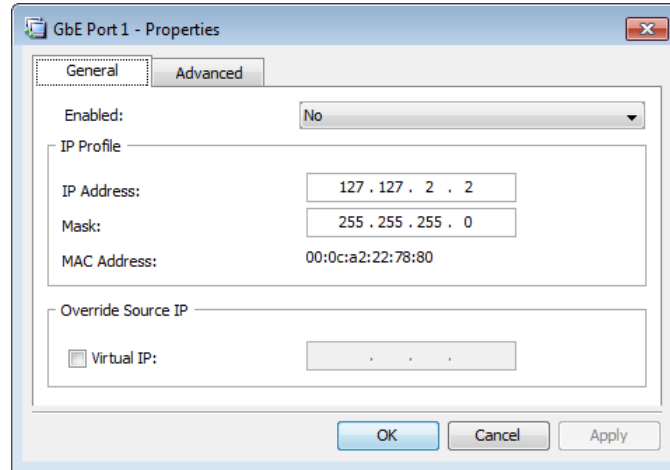 GbE Port 1 - Properties
General Advanced
Enabled: No
IP Profile
IP Address: 127 . 127 . 2 . 2
Mask: 255 . 255 . 255 . 0
MAC Address: 00:0c:a2:22:78:80
Override Source IP
Virtual IP: . . .
OK Cancel Apply